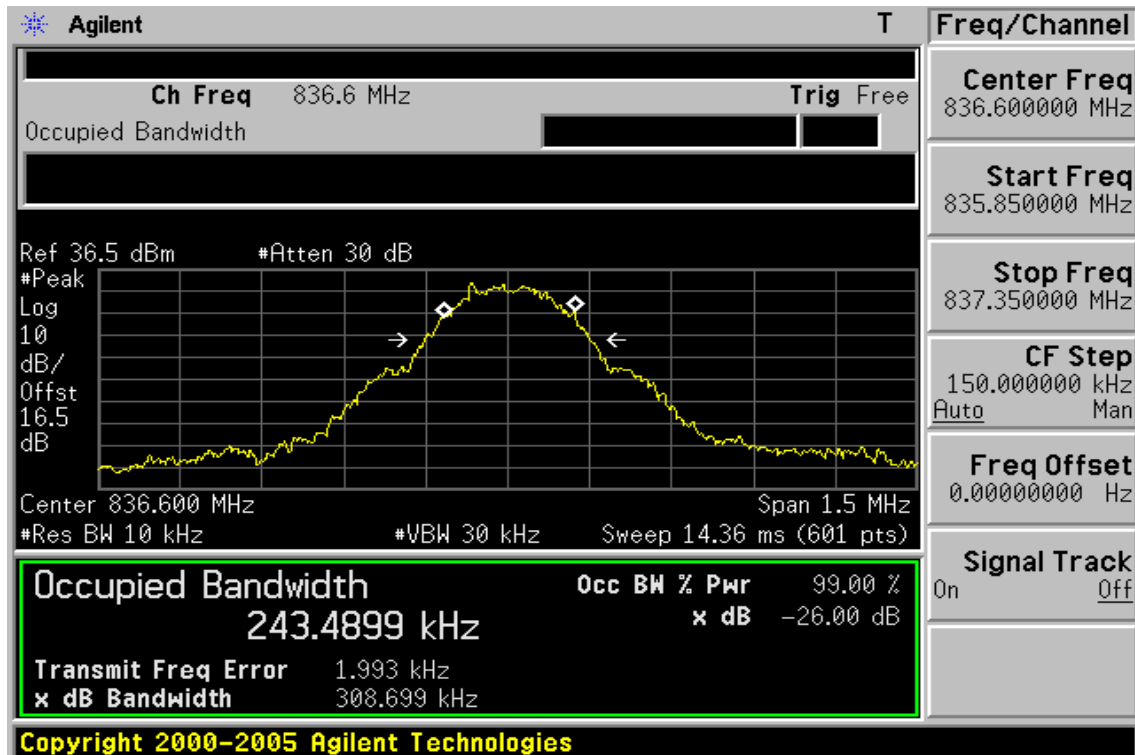 Agilent T
Ch Freq 836.6 MHz Trig Free
Occupied Bandwidth
Ref 36.5 dBm #Atten 30 dB
#Peak
Log
10
dB/
Offst
16.5
dB
Center 836.600 MHz Span 1.5 MHz
#Res BW 10 kHz #VBW 30 kHz Sweep 14.36 ms (601 pts)
Occupied Bandwidth Occ BW % Pwr 99.00 %
243.4899 kHz x dB -26.00 dB
Transmit Freq Error 1.993 kHz
x dB Bandwidth 308.699 kHz
Copyright 2000-2005 Agilent Technologies
Freq/Channel
Center Freq
836.600000 MHz
Start Freq
835.850000 MHz
Stop Freq
837.350000 MHz
CF Step
150.000000 kHz
Auto Man
Freq Offset
0.00000000 Hz
Signal Track
On Off